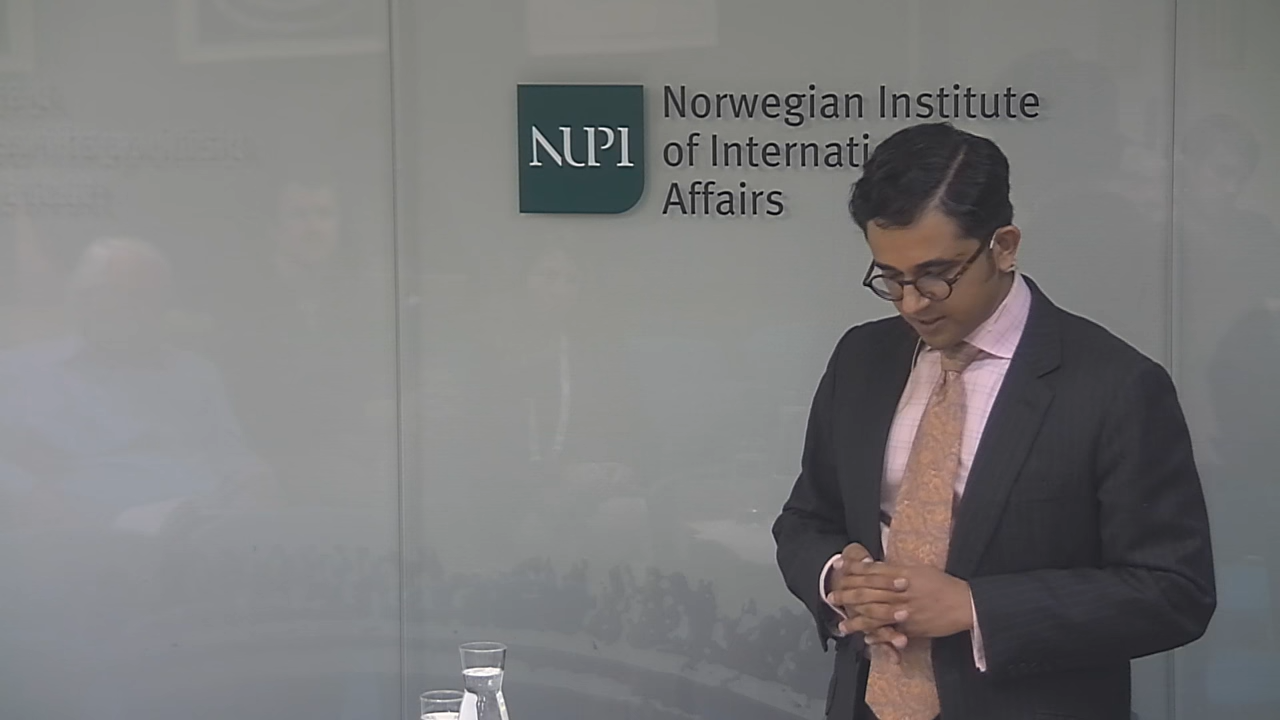 NUPI
Norwegian Institute
of Internati
Affairs